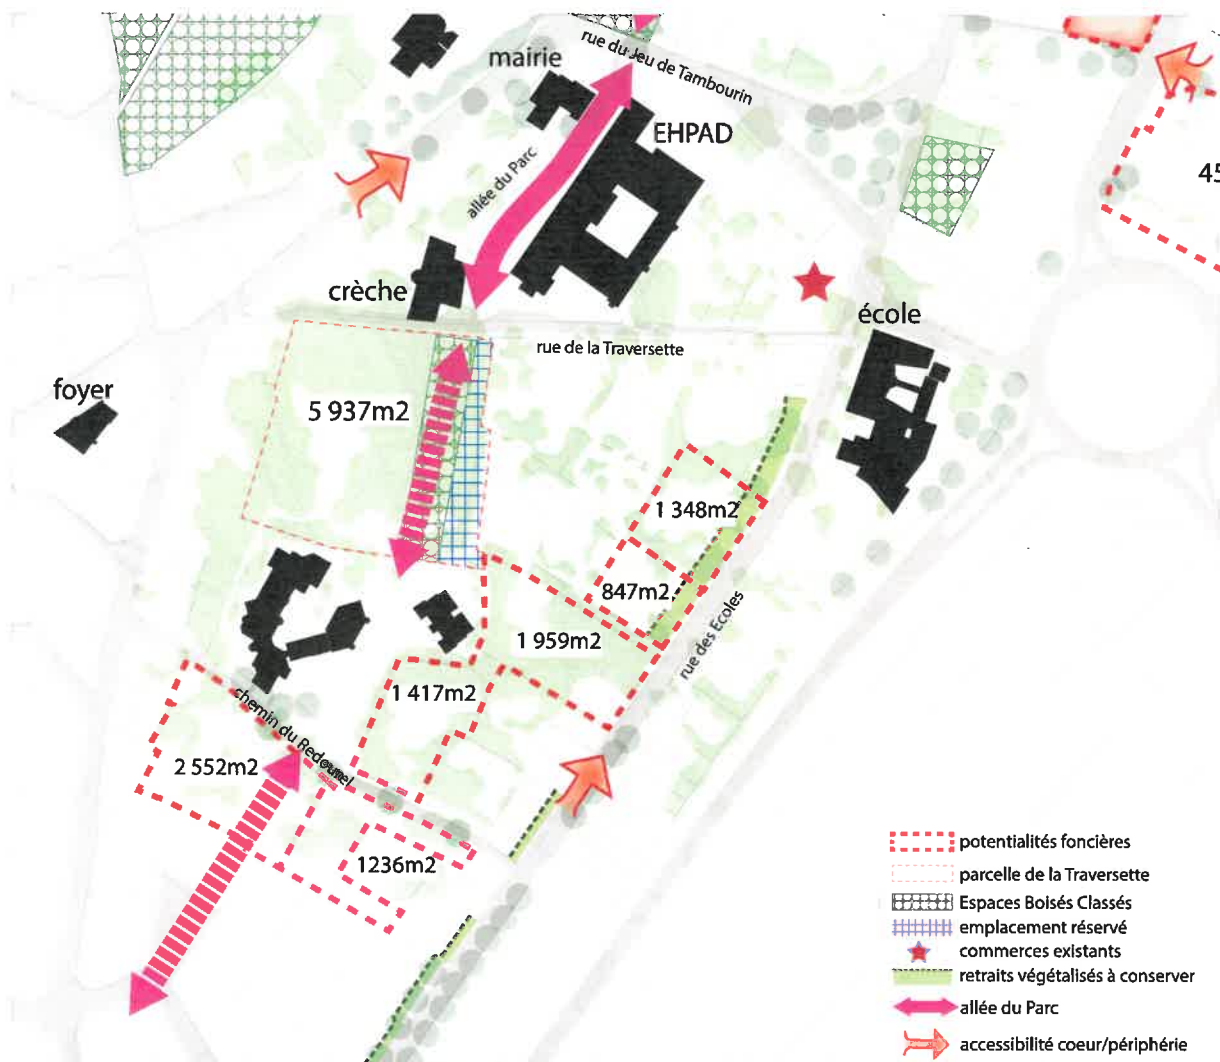 rue du Jeu de Tambourin
mairie
EHPAD
45
allée du Parc
crèche
école
rue de la Traversette
foyer
5 937m2
1 348m2
847m2
1 959m2
rue des Ecoles
1 417m2
chemin du Redounel
2 552m2
1236m2
potentialités foncières
parcelle de la Traversette
Espaces Boisés Classés
emplacement réservé
commerces existants
retraits végétalisés à conserver
allée du Parc
accessibilité coeur/périphérie